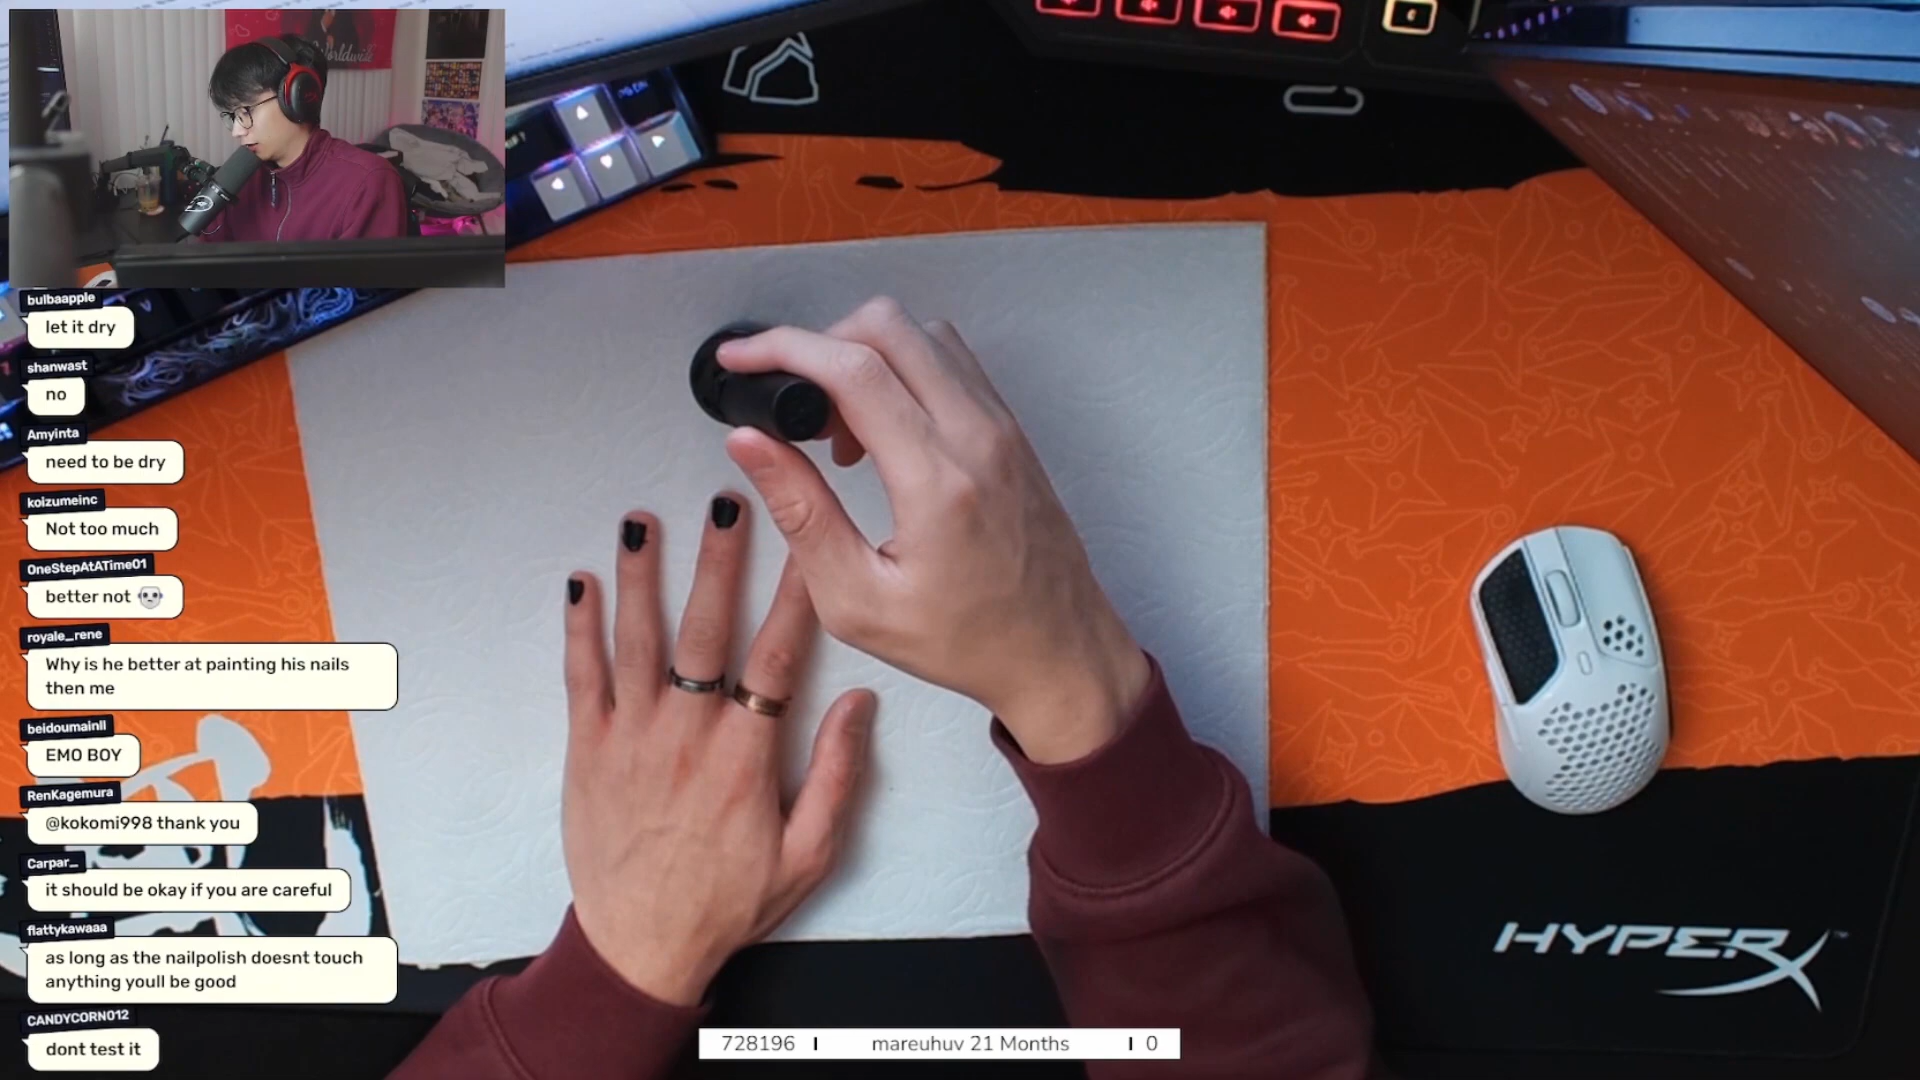 Worldwide
bulbaapple
let it dry
shanwast
no
Amyinta
need to be dry
koizumeinc
Not too much
OneStepAtATime01
better not
royale_rene
Why is he better at painting his nails
then me
beidoumainll
EMO BOY
RenKagemura
@kokomi998 thank you
Carpar_
it should be okay if you are careful
flattykawaaa
as long as the nailpolish doesnt touch
anything youll be good
CANDYCORN012
dont test it
HYPERX
728196 | mareuhuv 21 Months | 0